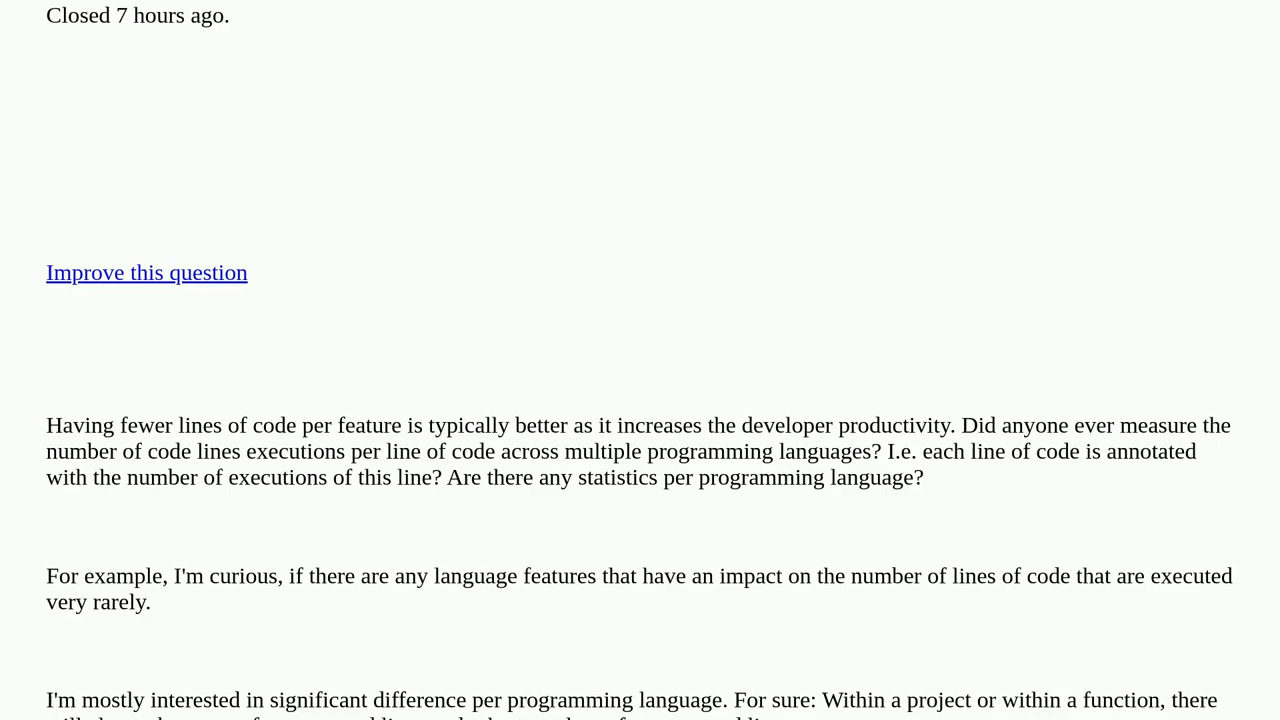 Closed 7 hours ago.
Improve this question
Having fewer lines of code per feature is typically better as it increases the developer productivity. Did anyone ever measure the
number of code lines executions per line of code across multiple programming languages? I.e. each line of code is annotated
with the number of executions of this line? Are there any statistics per programming language?
For example, I'm curious, if there are any language features that have an impact on the number of lines of code that are executed
very rarely.
I'm mostly interested in significant difference per programming language. For sure: Within a project or within a function, there